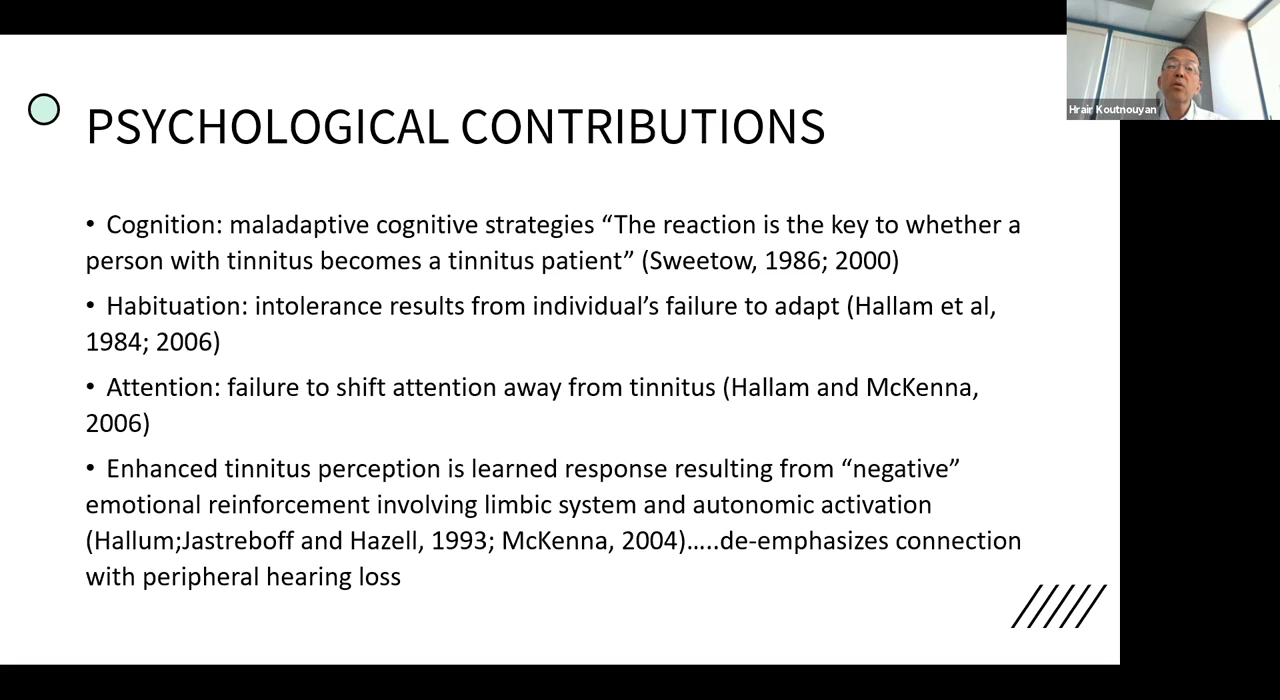 Hrair Koutnouyan
PSYCHOLOGICAL CONTRIBUTIONS
• Cognition: maladaptive cognitive strategies “The reaction is the key to whether a
person with tinnitus becomes a tinnitus patient” (Sweetow, 1986; 2000)
• Habituation: intolerance results from individual’s failure to adapt (Hallam et al,
1984; 2006)
• Attention: failure to shift attention away from tinnitus (Hallam and McKenna,
2006)
• Enhanced tinnitus perception is learned response resulting from “negative”
emotional reinforcement involving limbic system and autonomic activation
(Hallum;Jastreboff and Hazell, 1993; McKenna, 2004)…..de-emphasizes connection
with peripheral hearing loss